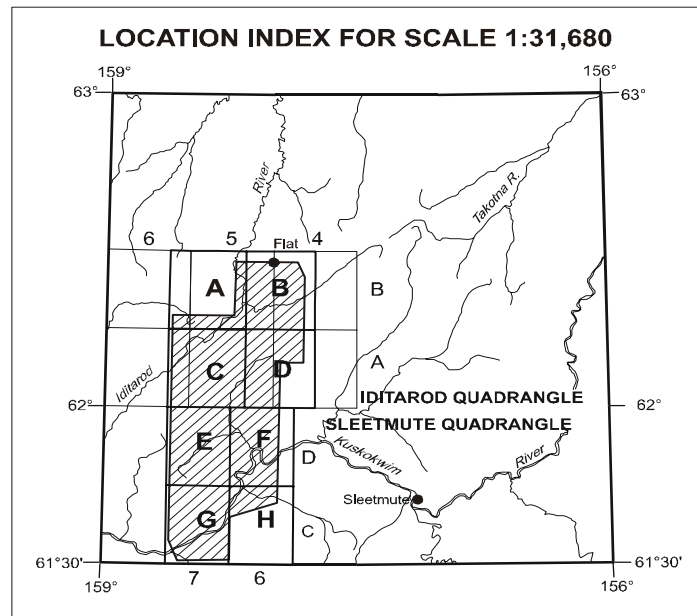 LOCATION INDEX FOR SCALE 1:31,680
159° 156°
63° 63°
River
Takotna R.
6 5 4
Flat
A B B
A
C D
Iditarod
IDITAROD QUADRANGLE
62° 62°
SLEETMUTE QUADRANGLE
E F D
Kuskokwim
River
Sleetmute
G H C
61°30' 61°30'
7 6
159° 156°